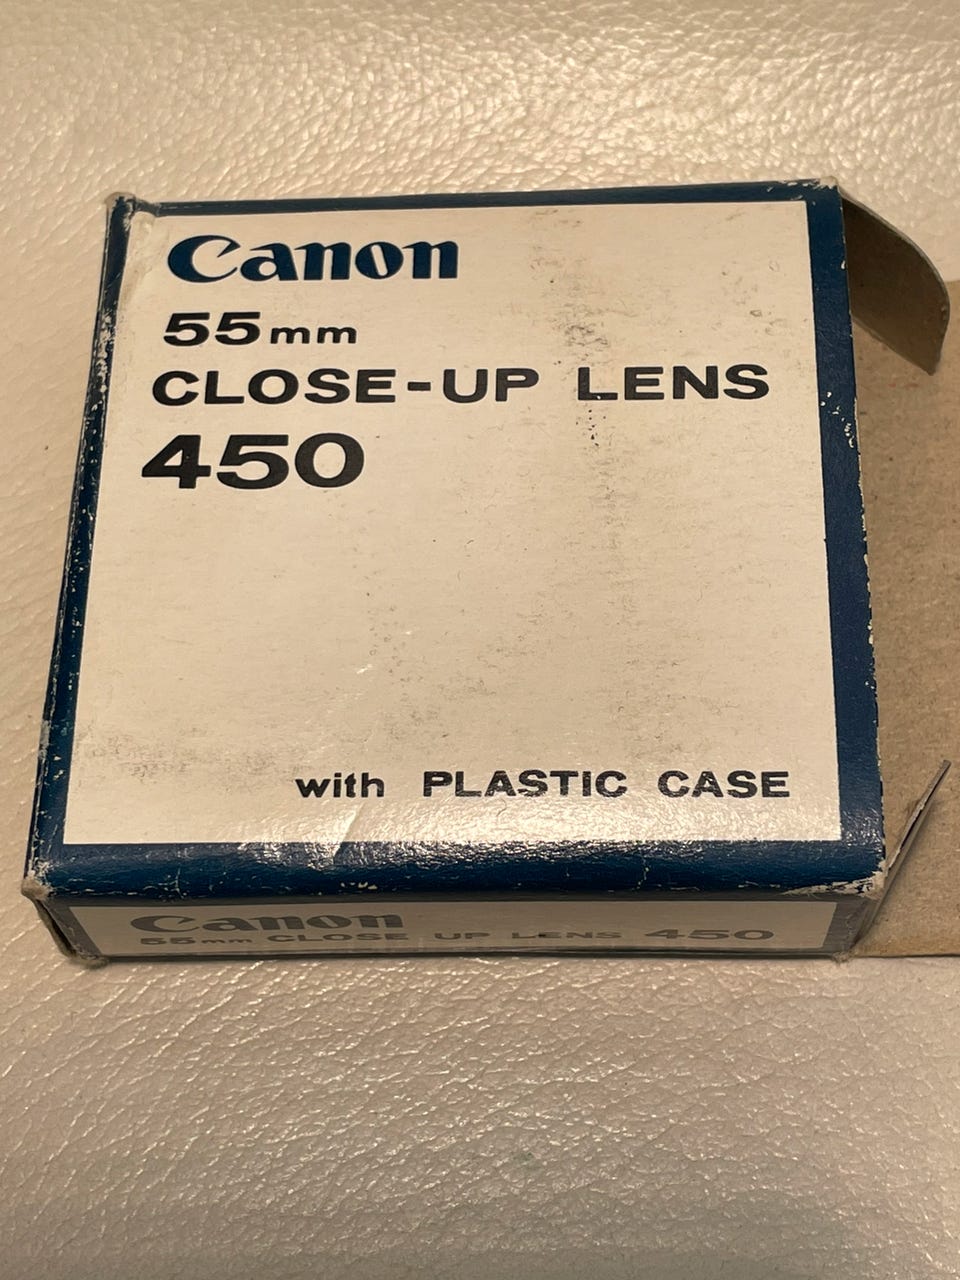 Canon
55mm
CLOSE-UP LENS
450
with PLASTIC CASE
Canon
55mm CLOSE UP LENS 450